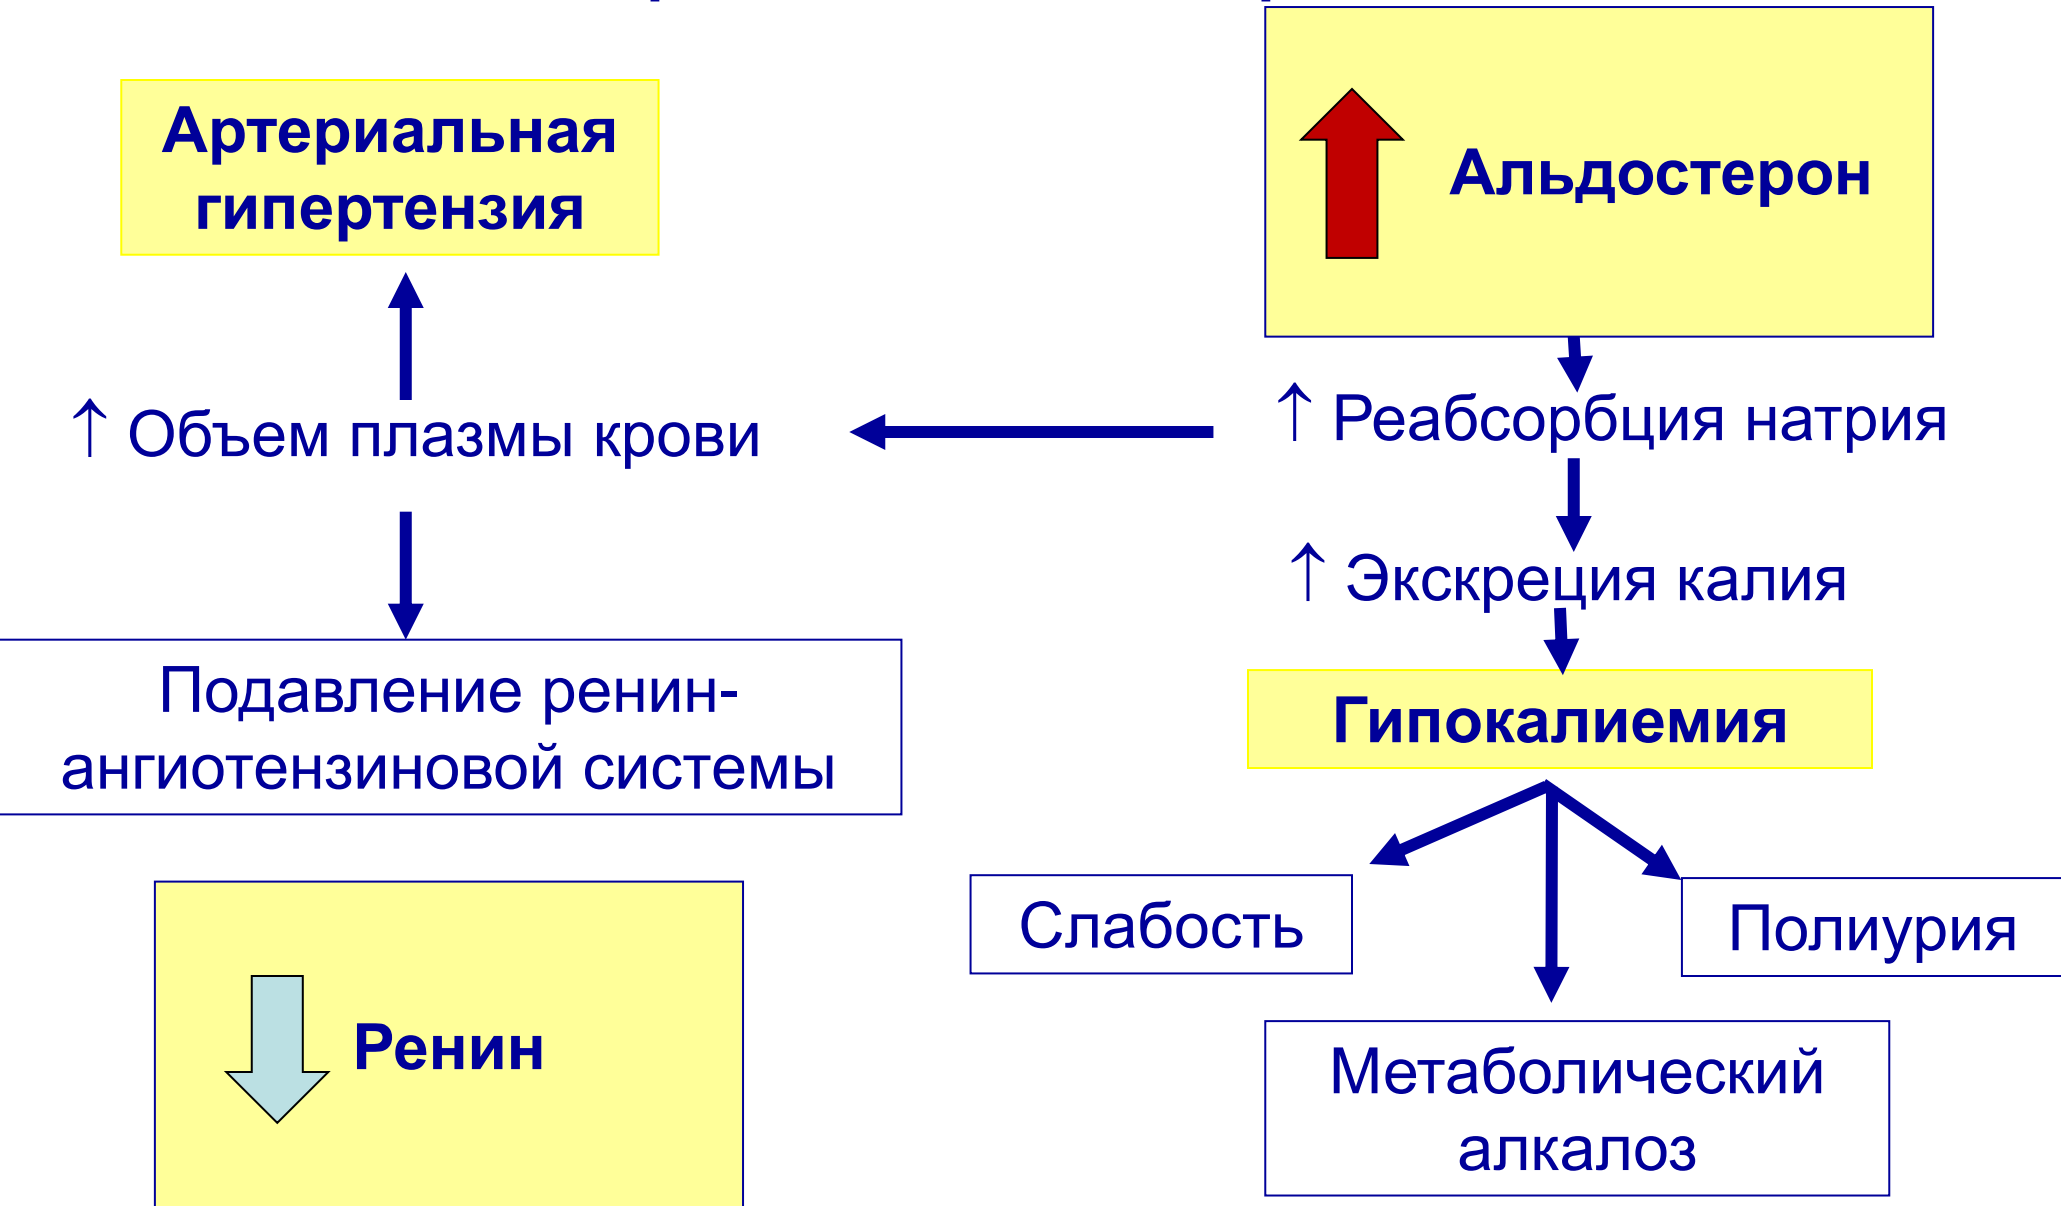 Артериальная
гипертензия
Альдостерон
↑ Объем плазмы крови
↑ Реабсорбция натрия
↑ Экскреция калия
Подавление ренин-
ангиотензиновой системы
Гипокалиемия
Слабость
Полиурия
Ренин
Метаболический
алкалоз